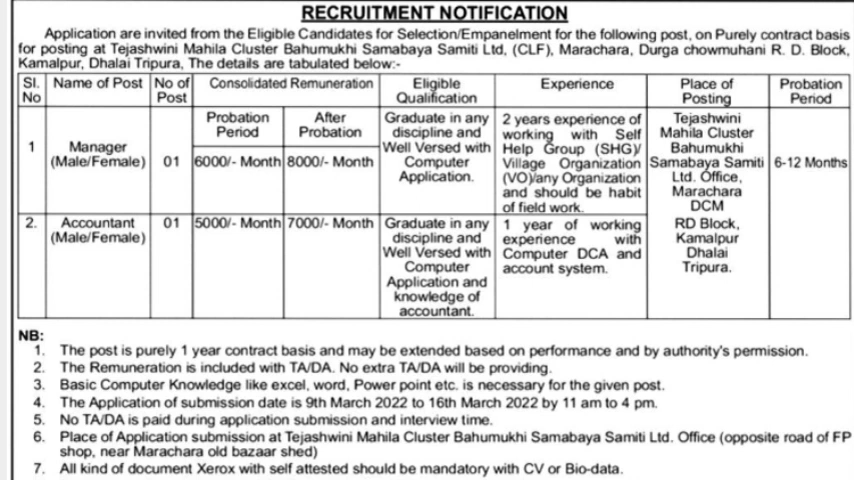 RECRUITMENT NOTIFICATION
Application are invited from the Eligible Candidates for Selection/Empanelment for the following post, on Purely contract basis
for posting at Tejashwini Mahila Cluster Bahumukhi Samabaya Samiti Ltd, (CLF), Marachara, Durga chowmuhani R. D. Block,
Kamalpur, Dhalai Tripura, The details are tabulated below:-
Sl. No Name of Post No of Post Consolidated Remuneration Eligible Qualification Experience Place of Posting Probation Period
Probation Period After Probation
1 Manager (Male/Female) 01 6000/- Month 8000/- Month
Graduate in any
discipline and
Well Versed with
Computer
Application.
2 years experience of
working with Self
Help Group (SHG)/
Village Organization
(VO)/any Organization
and should be habit
of field work.
Tejashwini
Mahila Cluster
Bahumukhi
Samabaya Samiti
Ltd. Office,
Marachara
DCM
RD Block,
Kamalpur
Dhalai
Tripura.
6-12 Months
2. Accountant (Male/Female) 01 5000/- Month 7000/- Month
Graduate in any
discipline and
Well Versed with
Computer
Application and
knowledge of
accountant.
1 year of working
experience with
Computer DCA and
account system.
NB:
1. The post is purely 1 year contract basis and may be extended based on performance and by authority's permission.
2. The Remuneration is included with TA/DA. No extra TA/DA will be providing.
3. Basic Computer Knowledge like excel, word, Power point etc. is necessary for the given post.
4. The Application of submission date is 9th March 2022 to 16th March 2022 by 11 am to 4 pm.
5. No TA/DA is paid during application submission and interview time.
6. Place of Application submission at Tejashwini Mahila Cluster Bahumukhi Samabaya Samiti Ltd. Office (opposite road of FP
shop, near Marachara old bazaar shed)
7. All kind of document Xerox with self attested should be mandatory with CV or Bio-data.